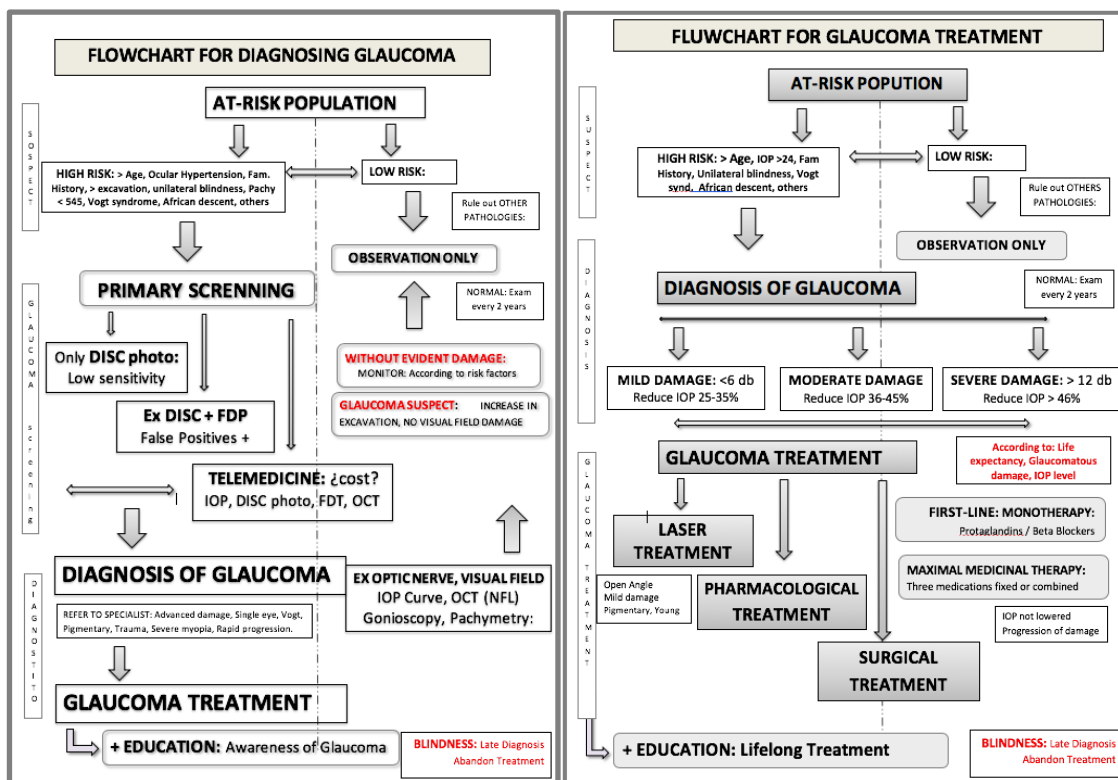 FLOWCHART FOR DIAGNOSING GLAUCOMA
AT-RISK POPULATION
SOSPECT
HIGH RISK: > Age, Ocular Hypertension, Fam.
History, > excavation, unilateral blindness, Pachy
< 545, Vogt syndrome, African descent, others
LOW RISK:
Rule out OTHER
PATHOLOGIES:
OBSERVATION ONLY
GLAUCOMA screening
PRIMARY SCRENNING
NORMAL: Exam
every 2 years
Only DISC photo:
Low sensitivity
WITHOUT EVIDENT DAMAGE:
MONITOR: According to risk factors
Ex DISC + FDP
False Positives +
GLAUCOMA SUSPECT: INCREASE IN
EXCAVATION, NO VISUAL FIELD DAMAGE
TELEMEDICINE: ¿cost?
IOP, DISC photo, FDT, OCT
DIAGNOSTITO
DIAGNOSIS OF GLAUCOMA
EX OPTIC NERVE, VISUAL FIELD
IOP Curve, OCT (NFL)
Gonioscopy, Pachymetry:
REFER TO SPECIALIST: Advanced damage, Single eye, Vogt,
Pigmentary, Trauma, Severe myopia, Rapid progression.
GLAUCOMA TREATMENT
+ EDUCATION: Awareness of Glaucoma
BLINDNESS: Late Diagnosis
Abandon Treatment
FLUWCHART FOR GLAUCOMA TREATMENT
AT-RISK POPUTION
SUSPECT
HIGH RISK: > Age, IOP >24, Fam
History, Unilateral blindness, Vogt
synd, African descent, others
LOW RISK:
Rule out OTHERS
PATHOLOGIES:
OBSERVATION ONLY
DIAGNOSIS
DIAGNOSIS OF GLAUCOMA
NORMAL: Exam
every 2 years
MILD DAMAGE: <6 db
Reduce IOP 25-35%
MODERATE DAMAGE
Reduce IOP 36-45%
SEVERE DAMAGE: > 12 db
Reduce IOP > 46%
GLAUCOMA TREATMENT
GLAUCOMA TREATMENT
According to: Life
expectancy, Glaucomatous
damage, IOP level
LASER
TREATMENT
FIRST-LINE: MONOTHERAPY:
Protaglandins / Beta Blockers
Open Angle
Mild damage
Pigmentary, Young
PHARMACOLOGICAL
TREATMENT
MAXIMAL MEDICINAL THERAPY:
Three medications fixed or combined
IOP not lowered
Progression of damage
SURGICAL
TREATMENT
+ EDUCATION: Lifelong Treatment
BLINDNESS: Late Diagnosis
Abandon Treatment